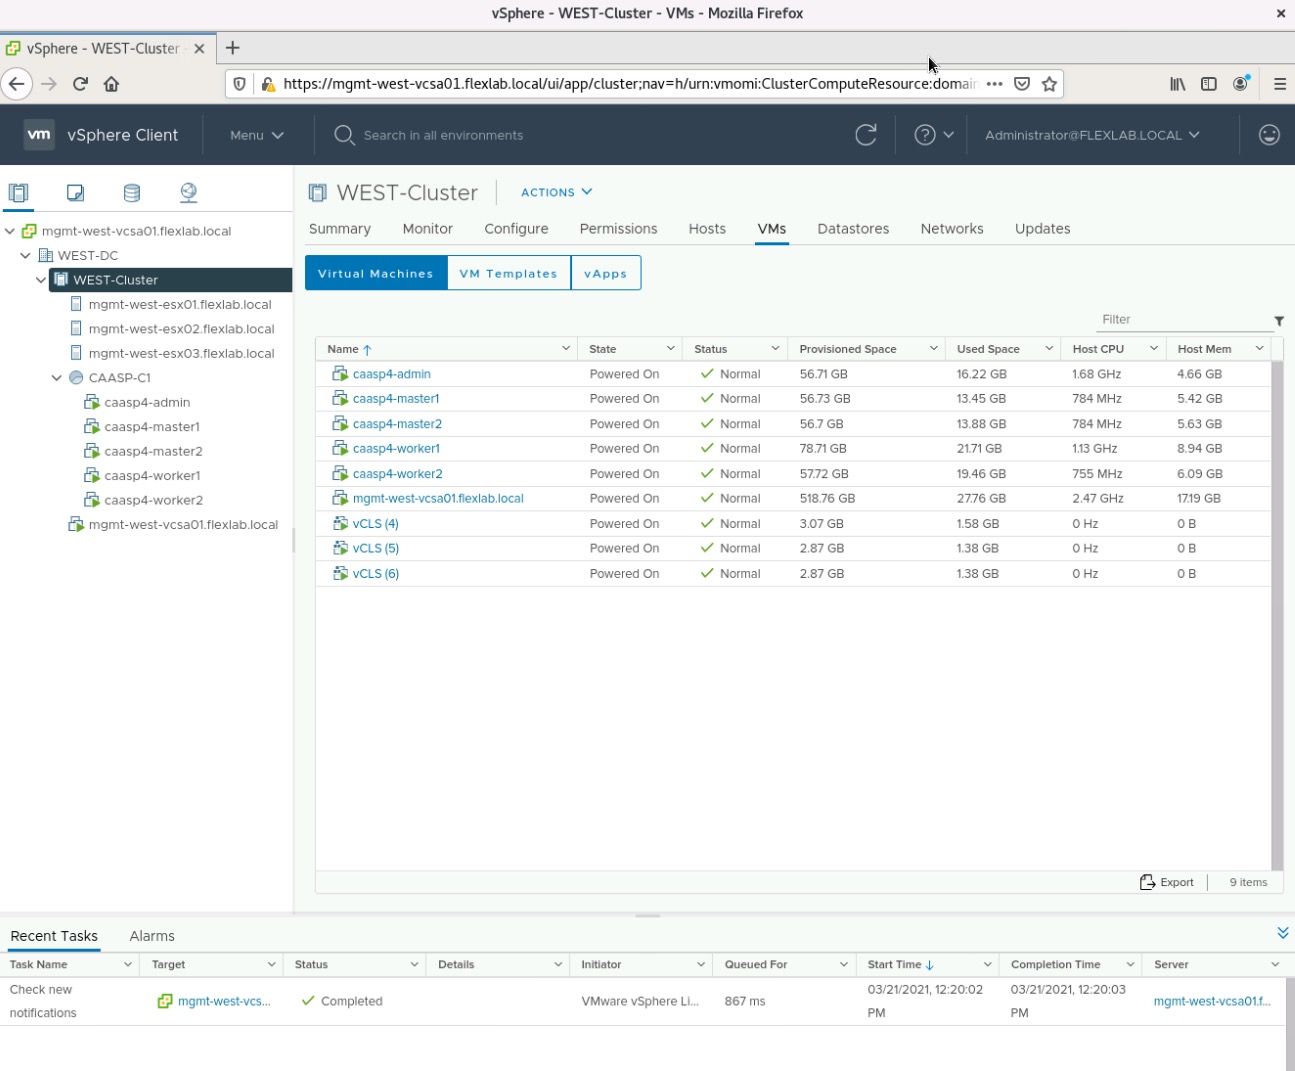 vSphere - WEST-Cluster - VMs - Mozilla Firefox
vSphere - WEST-Cluster
https://mgmt-west-vcsa01.flexlab.local/ui/app/cluster;nav=h/urn:vmomi:ClusterComputeResource:domain
vm vSphere Client Menu Search in all environments Administrator@FLEXLAB.LOCAL
mgmt-west-vcsa01.flexlab.local
WEST-DC
WEST-Cluster
mgmt-west-esx01.flexlab.local
mgmt-west-esx02.flexlab.local
mgmt-west-esx03.flexlab.local
CAASP-C1
caasp4-admin
caasp4-master1
caasp4-master2
caasp4-worker1
caasp4-worker2
mgmt-west-vcsa01.flexlab.local
WEST-Cluster ACTIONS
Summary Monitor Configure Permissions Hosts VMs Datastores Networks Updates
Virtual Machines VM Templates vApps
Filter
Name State Status Provisioned Space Used Space Host CPU Host Mem
caasp4-admin Powered On Normal 56.71 GB 16.22 GB 1.68 GHz 4.66 GB
caasp4-master1 Powered On Normal 56.73 GB 13.45 GB 784 MHz 5.42 GB
caasp4-master2 Powered On Normal 56.7 GB 13.88 GB 784 MHz 5.63 GB
caasp4-worker1 Powered On Normal 78.71 GB 21.71 GB 1.13 GHz 8.94 GB
caasp4-worker2 Powered On Normal 57.72 GB 19.46 GB 755 MHz 6.09 GB
mgmt-west-vcsa01.flexlab.local Powered On Normal 518.76 GB 27.76 GB 2.47 GHz 17.19 GB
vCLS (4) Powered On Normal 3.07 GB 1.58 GB 0 Hz 0 B
vCLS (5) Powered On Normal 2.87 GB 1.38 GB 0 Hz 0 B
vCLS (6) Powered On Normal 2.87 GB 1.38 GB 0 Hz 0 B
Export 9 items
Recent Tasks Alarms
Task Name Target Status Details Initiator Queued For Start Time Completion Time Server
Check new notifications mgmt-west-vcs... Completed VMware vSphere Li... 867 ms 03/21/2021, 12:20:02 PM 03/21/2021, 12:20:03 PM mgmt-west-vcsa01.f...